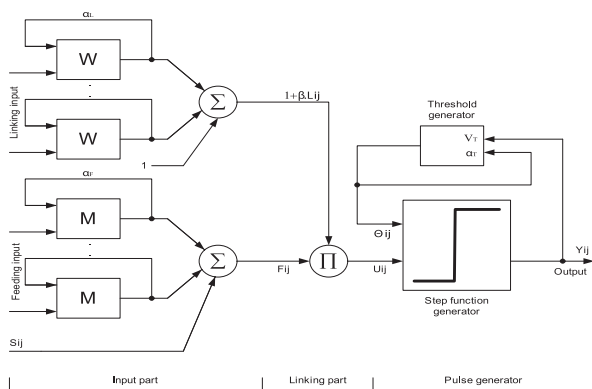 αL
W
W
Linking input
Σ
1+β.Lij
1
αF
M
M
Feeding input
Σ
Sij
Fij
Π
Uij
Threshold
generator
VT
αT
Θij
Step function
generator
Yij
Output
Input part
Linking part
Pulse generator